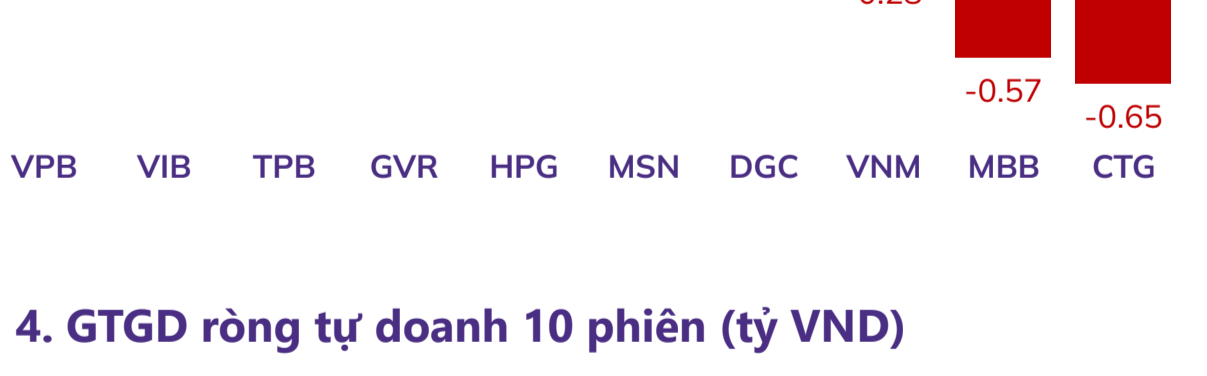 -0.57
-0.65
VPB VIB TPB GVR HPG MSN DGC VNM MBB CTG
4. GTGD ròng tự doanh 10 phiên (tỷ VND)